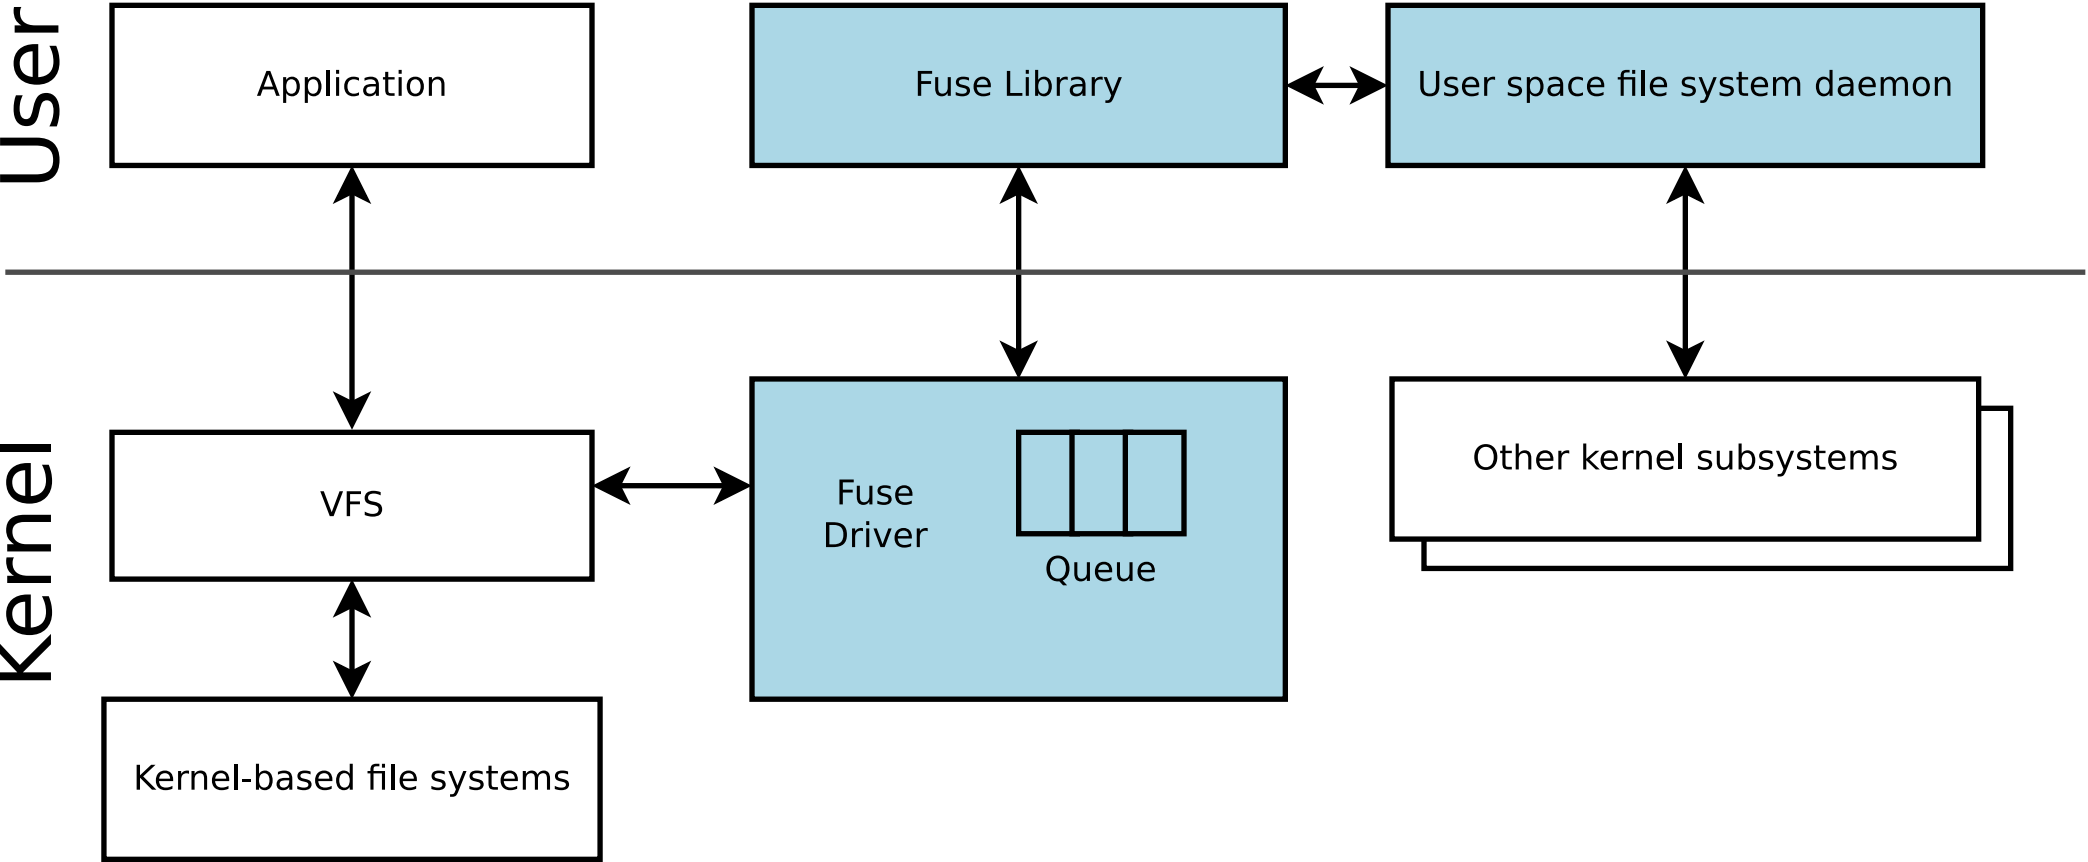 User
Application
Fuse Library
User space file system daemon
Kernel
VFS
Fuse
Driver
Queue
Other kernel subsystems
Kernel-based file systems